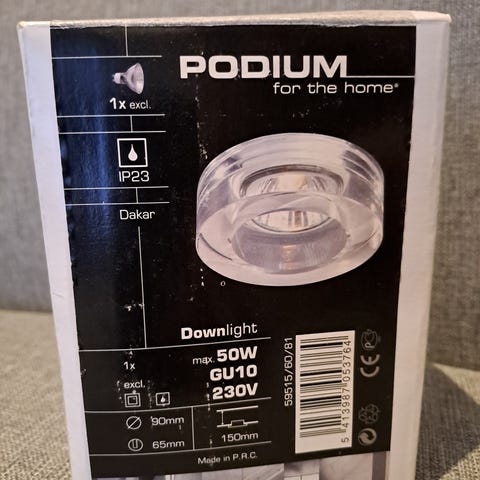 PODIUM
for the home®
1x excl.
IP23
Dakar
Downlight
max. 50W
GU10
230V
1x
excl.
90mm
65mm
150mm
59515/60/81
5 413987 053764
CE
Made in P.R.C.